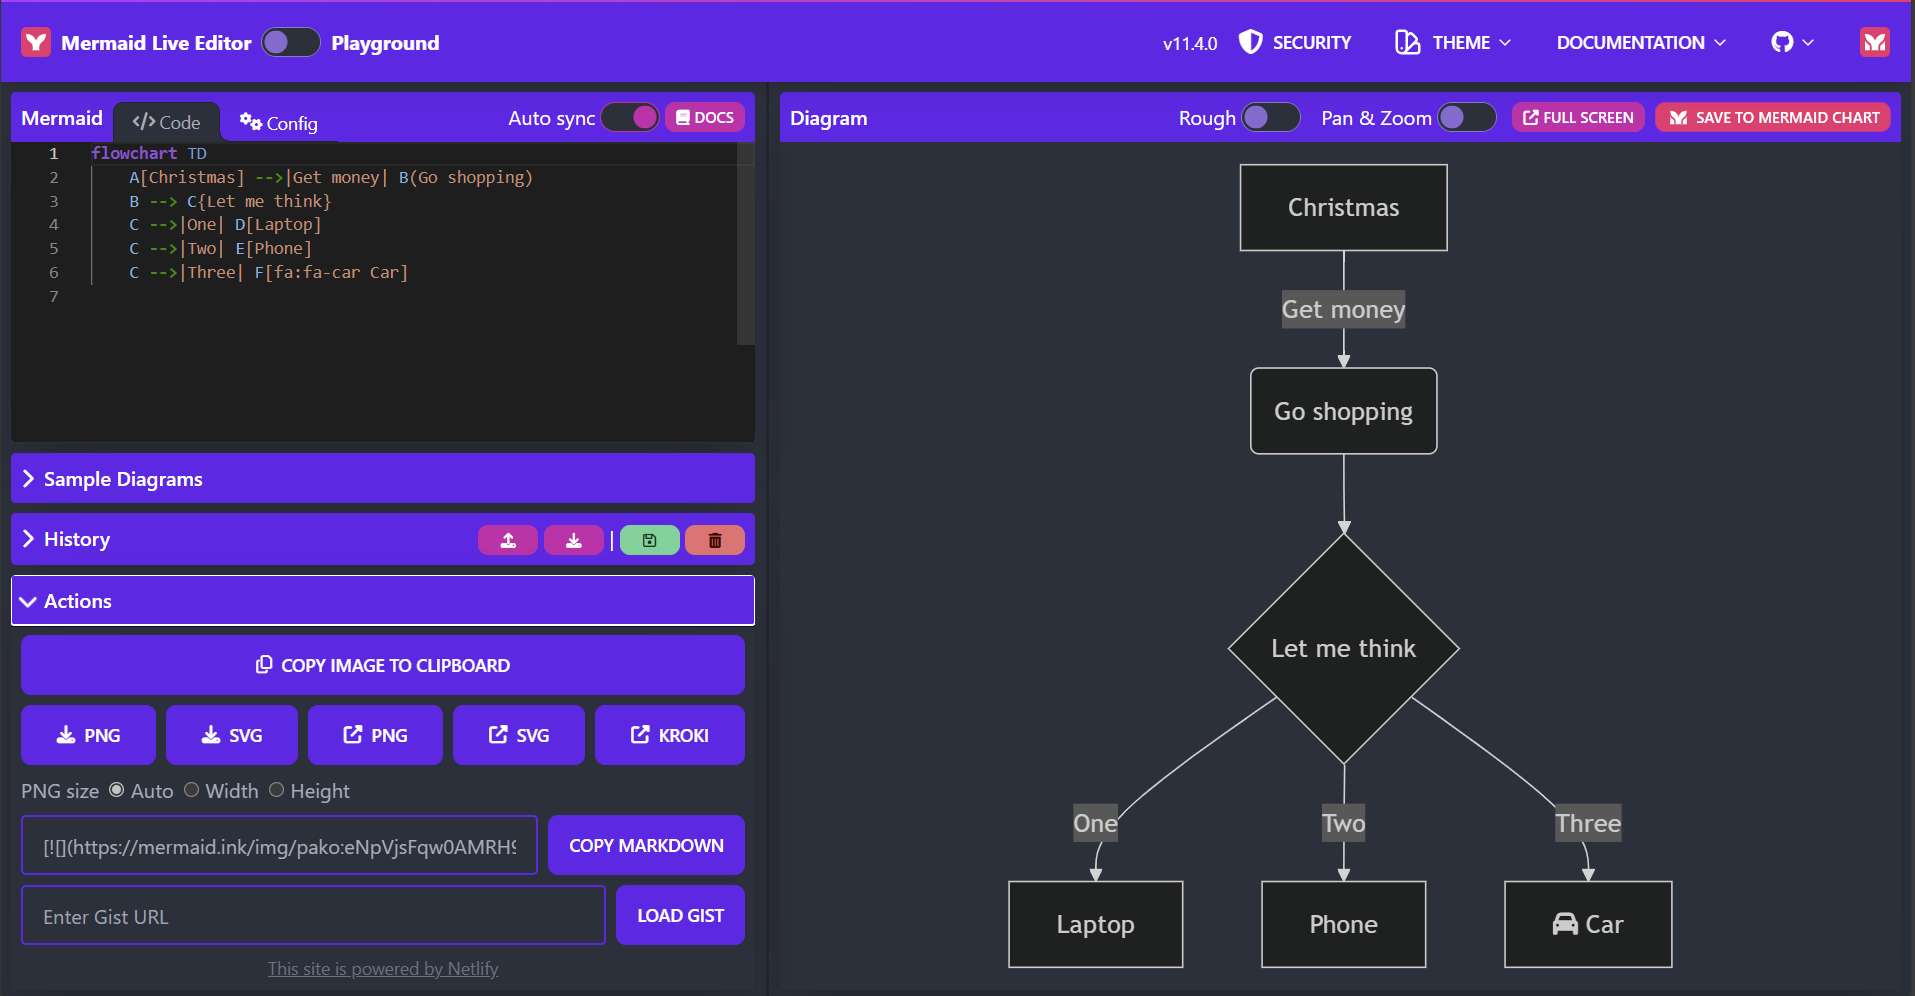 Mermaid Live Editor Playground v11.4.0 SECURITY THEME DOCUMENTATION
Mermaid Code Config Auto sync DOCS
1 flowchart TD
2 A[Christmas] -->|Get money| B(Go shopping)
3 B --> C{Let me think}
4 C -->|One| D[Laptop]
5 C -->|Two| E[Phone]
6 C -->|Three| F[fa:fa-car Car]
7
Sample Diagrams
History
Actions
COPY IMAGE TO CLIPBOARD
PNG SVG PNG SVG KROKI
PNG size Auto Width Height
[![](https://mermaid.ink/img/pako:eNpVjsFqw0AMRH9 COPY MARKDOWN
Enter Gist URL LOAD GIST
This site is powered by Netlify
Diagram Rough Pan & Zoom FULL SCREEN SAVE TO MERMAID CHART
Christmas
Get money
Go shopping
Let me think
One Two Three
Laptop Phone Car